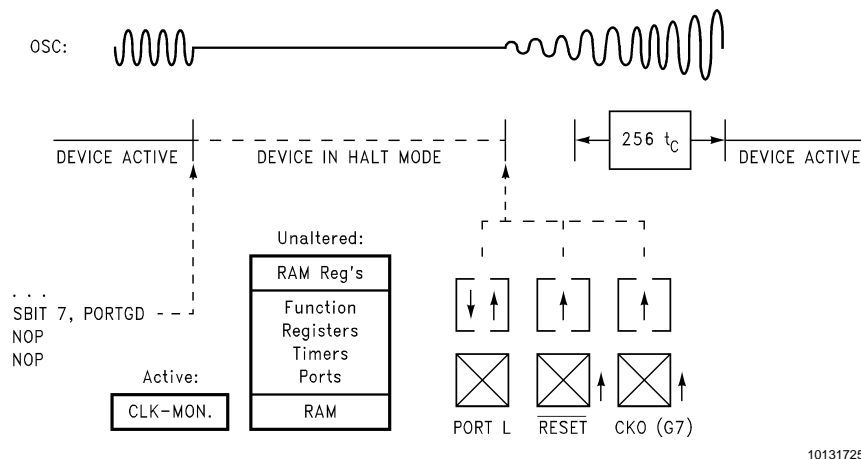 OSC:
256 tC
DEVICE ACTIVE
DEVICE IN HALT MODE
DEVICE ACTIVE
Unaltered:
RAM Reg's
Function
Registers
Timers
Ports
RAM
. . .
SBIT 7, PORTGD
NOP
NOP
Active:
CLK-MON.
PORT L
RESET
CKO (G7)
10131725